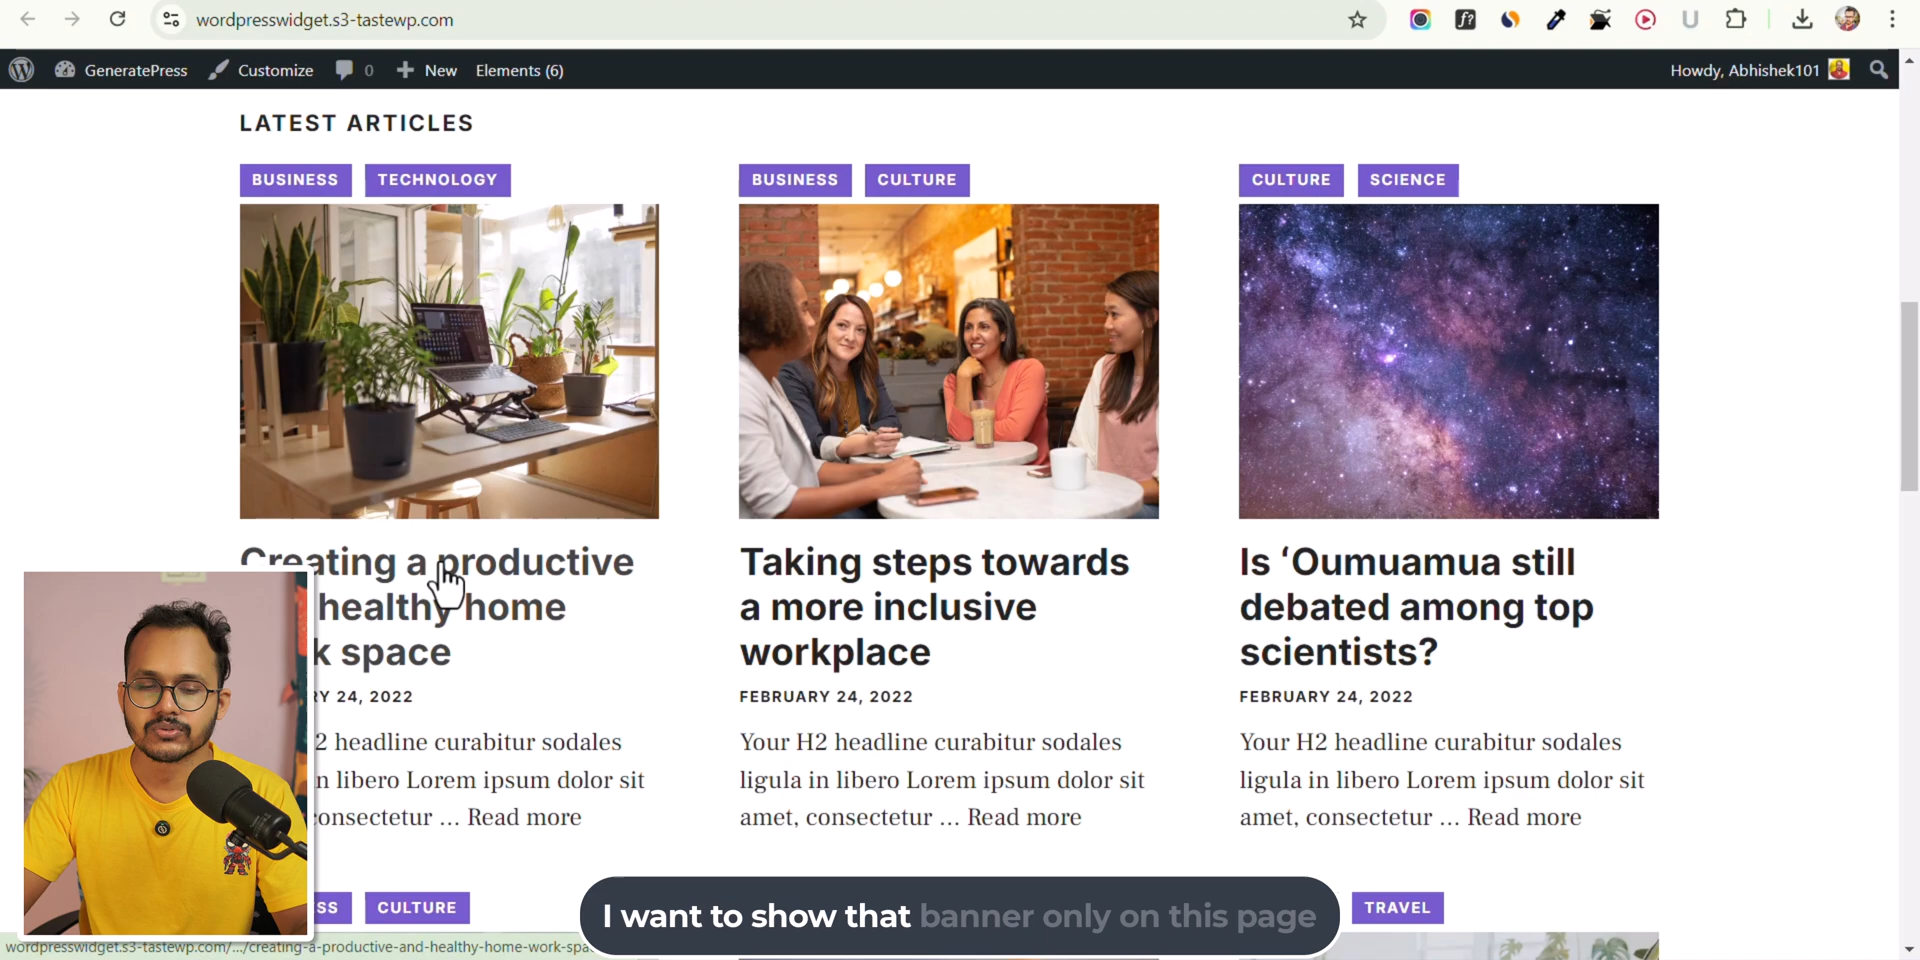 wordpresswidget.s3-tastewp.com
GeneratePress Customize 0 New Elements (6) Howdy, Abhishek101
LATEST ARTICLES
BUSINESS TECHNOLOGY
BUSINESS CULTURE
CULTURE SCIENCE
Creating a productive
healthy home
space
24, 2022
H2 headline curabitur sodales
libero Lorem ipsum dolor sit
consectetur ... Read more
Taking steps towards
a more inclusive
workplace
FEBRUARY 24, 2022
Your H2 headline curabitur sodales
ligula in libero Lorem ipsum dolor sit
amet, consectetur ... Read more
Is ‘Oumuamua still
debated among top
scientists?
FEBRUARY 24, 2022
Your H2 headline curabitur sodales
ligula in libero Lorem ipsum dolor sit
amet, consectetur ... Read more
CULTURE
TRAVEL
I want to show that banner only on this page
wordpresswidget.s3-tastewp.com/.../creating-a-productive-and-healthy-home-work-spa